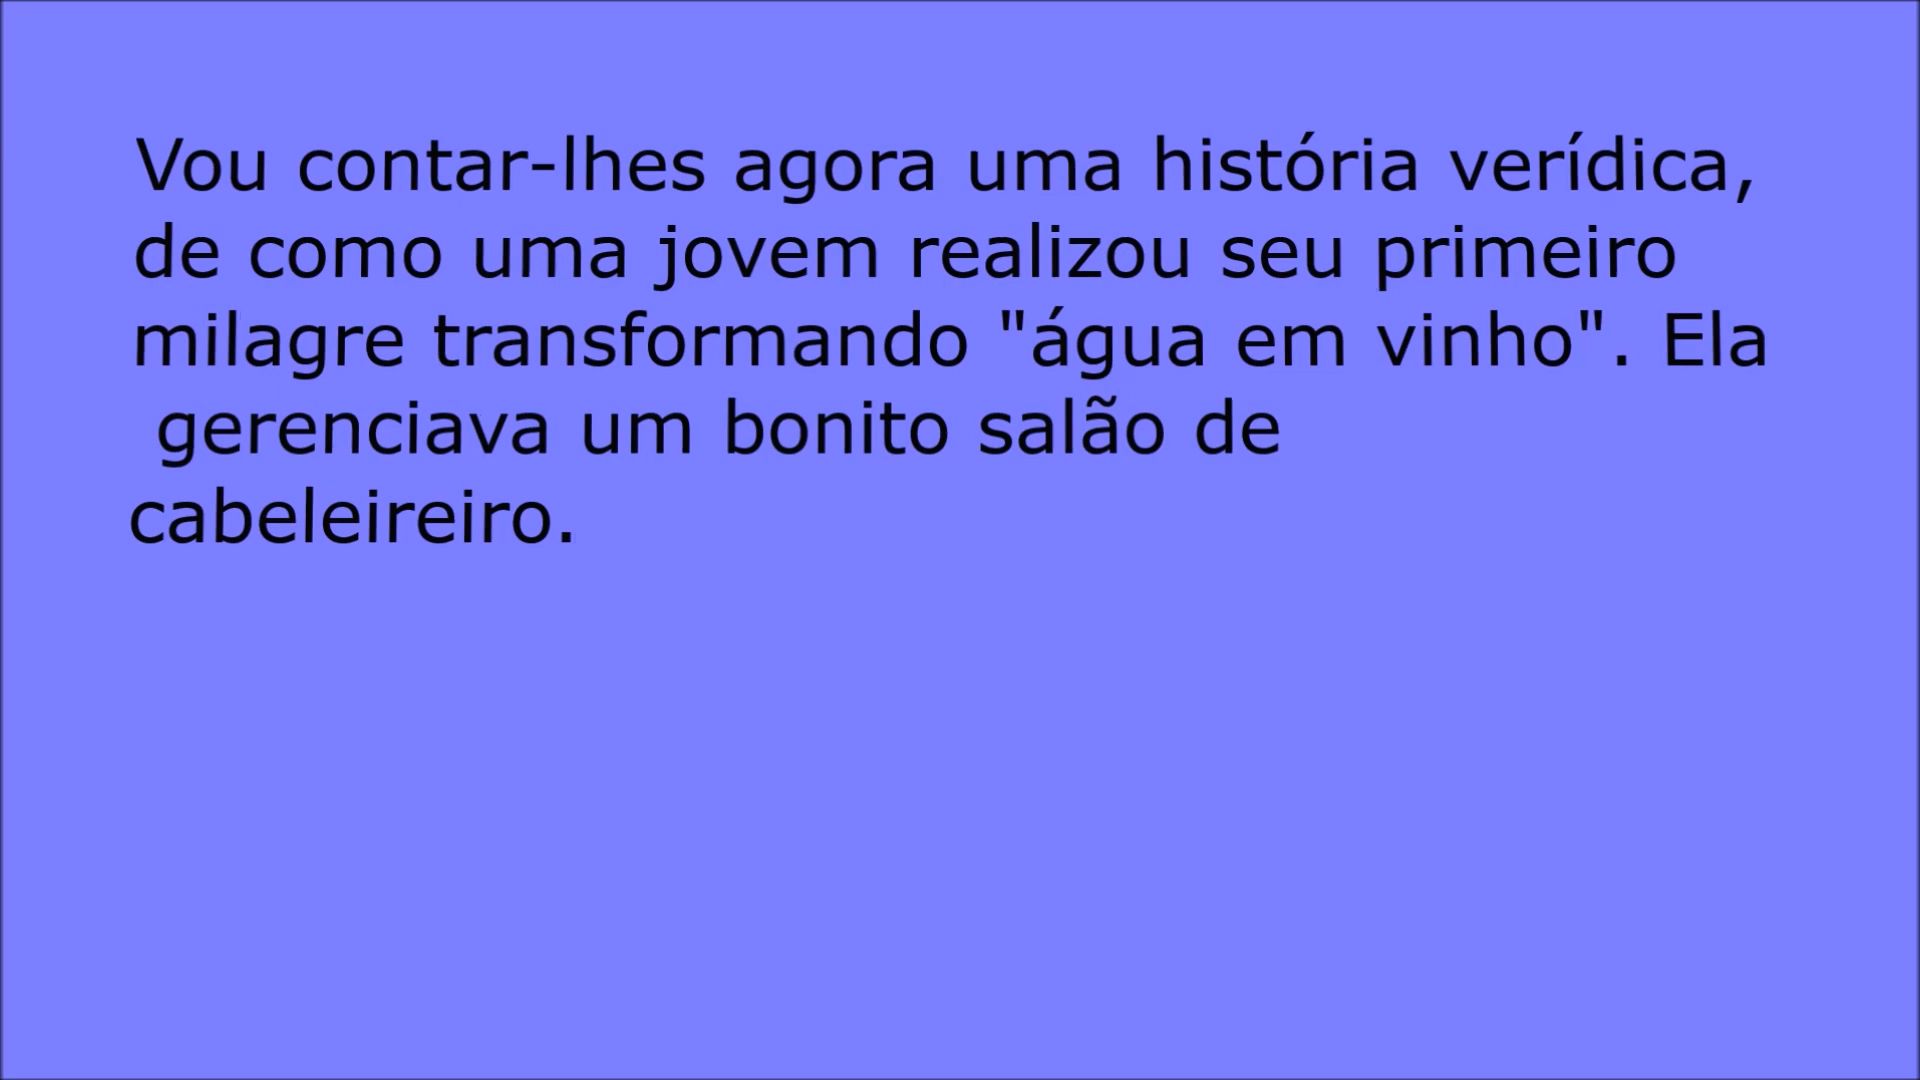 Vou contar-lhes agora uma história verídica,
de como uma jovem realizou seu primeiro
milagre transformando "água em vinho". Ela
gerenciava um bonito salão de
cabeleireiro.